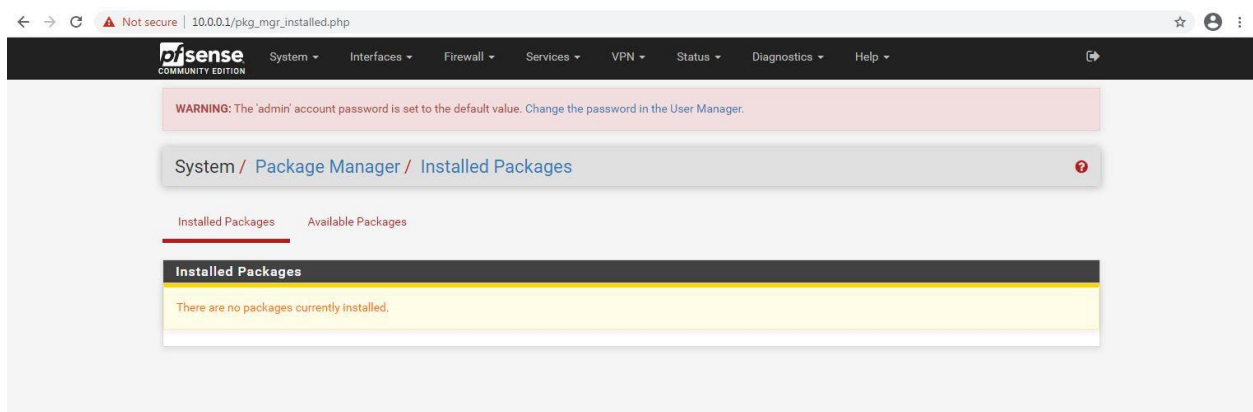 Not secure | 10.0.0.1/pkg_mgr_installed.php
pfsense System Interfaces Firewall Services VPN Status Diagnostics Help
COMMUNITY EDITION
WARNING: The 'admin' account password is set to the default value. Change the password in the User Manager.
System / Package Manager / Installed Packages
Installed Packages Available Packages
Installed Packages
There are no packages currently installed.